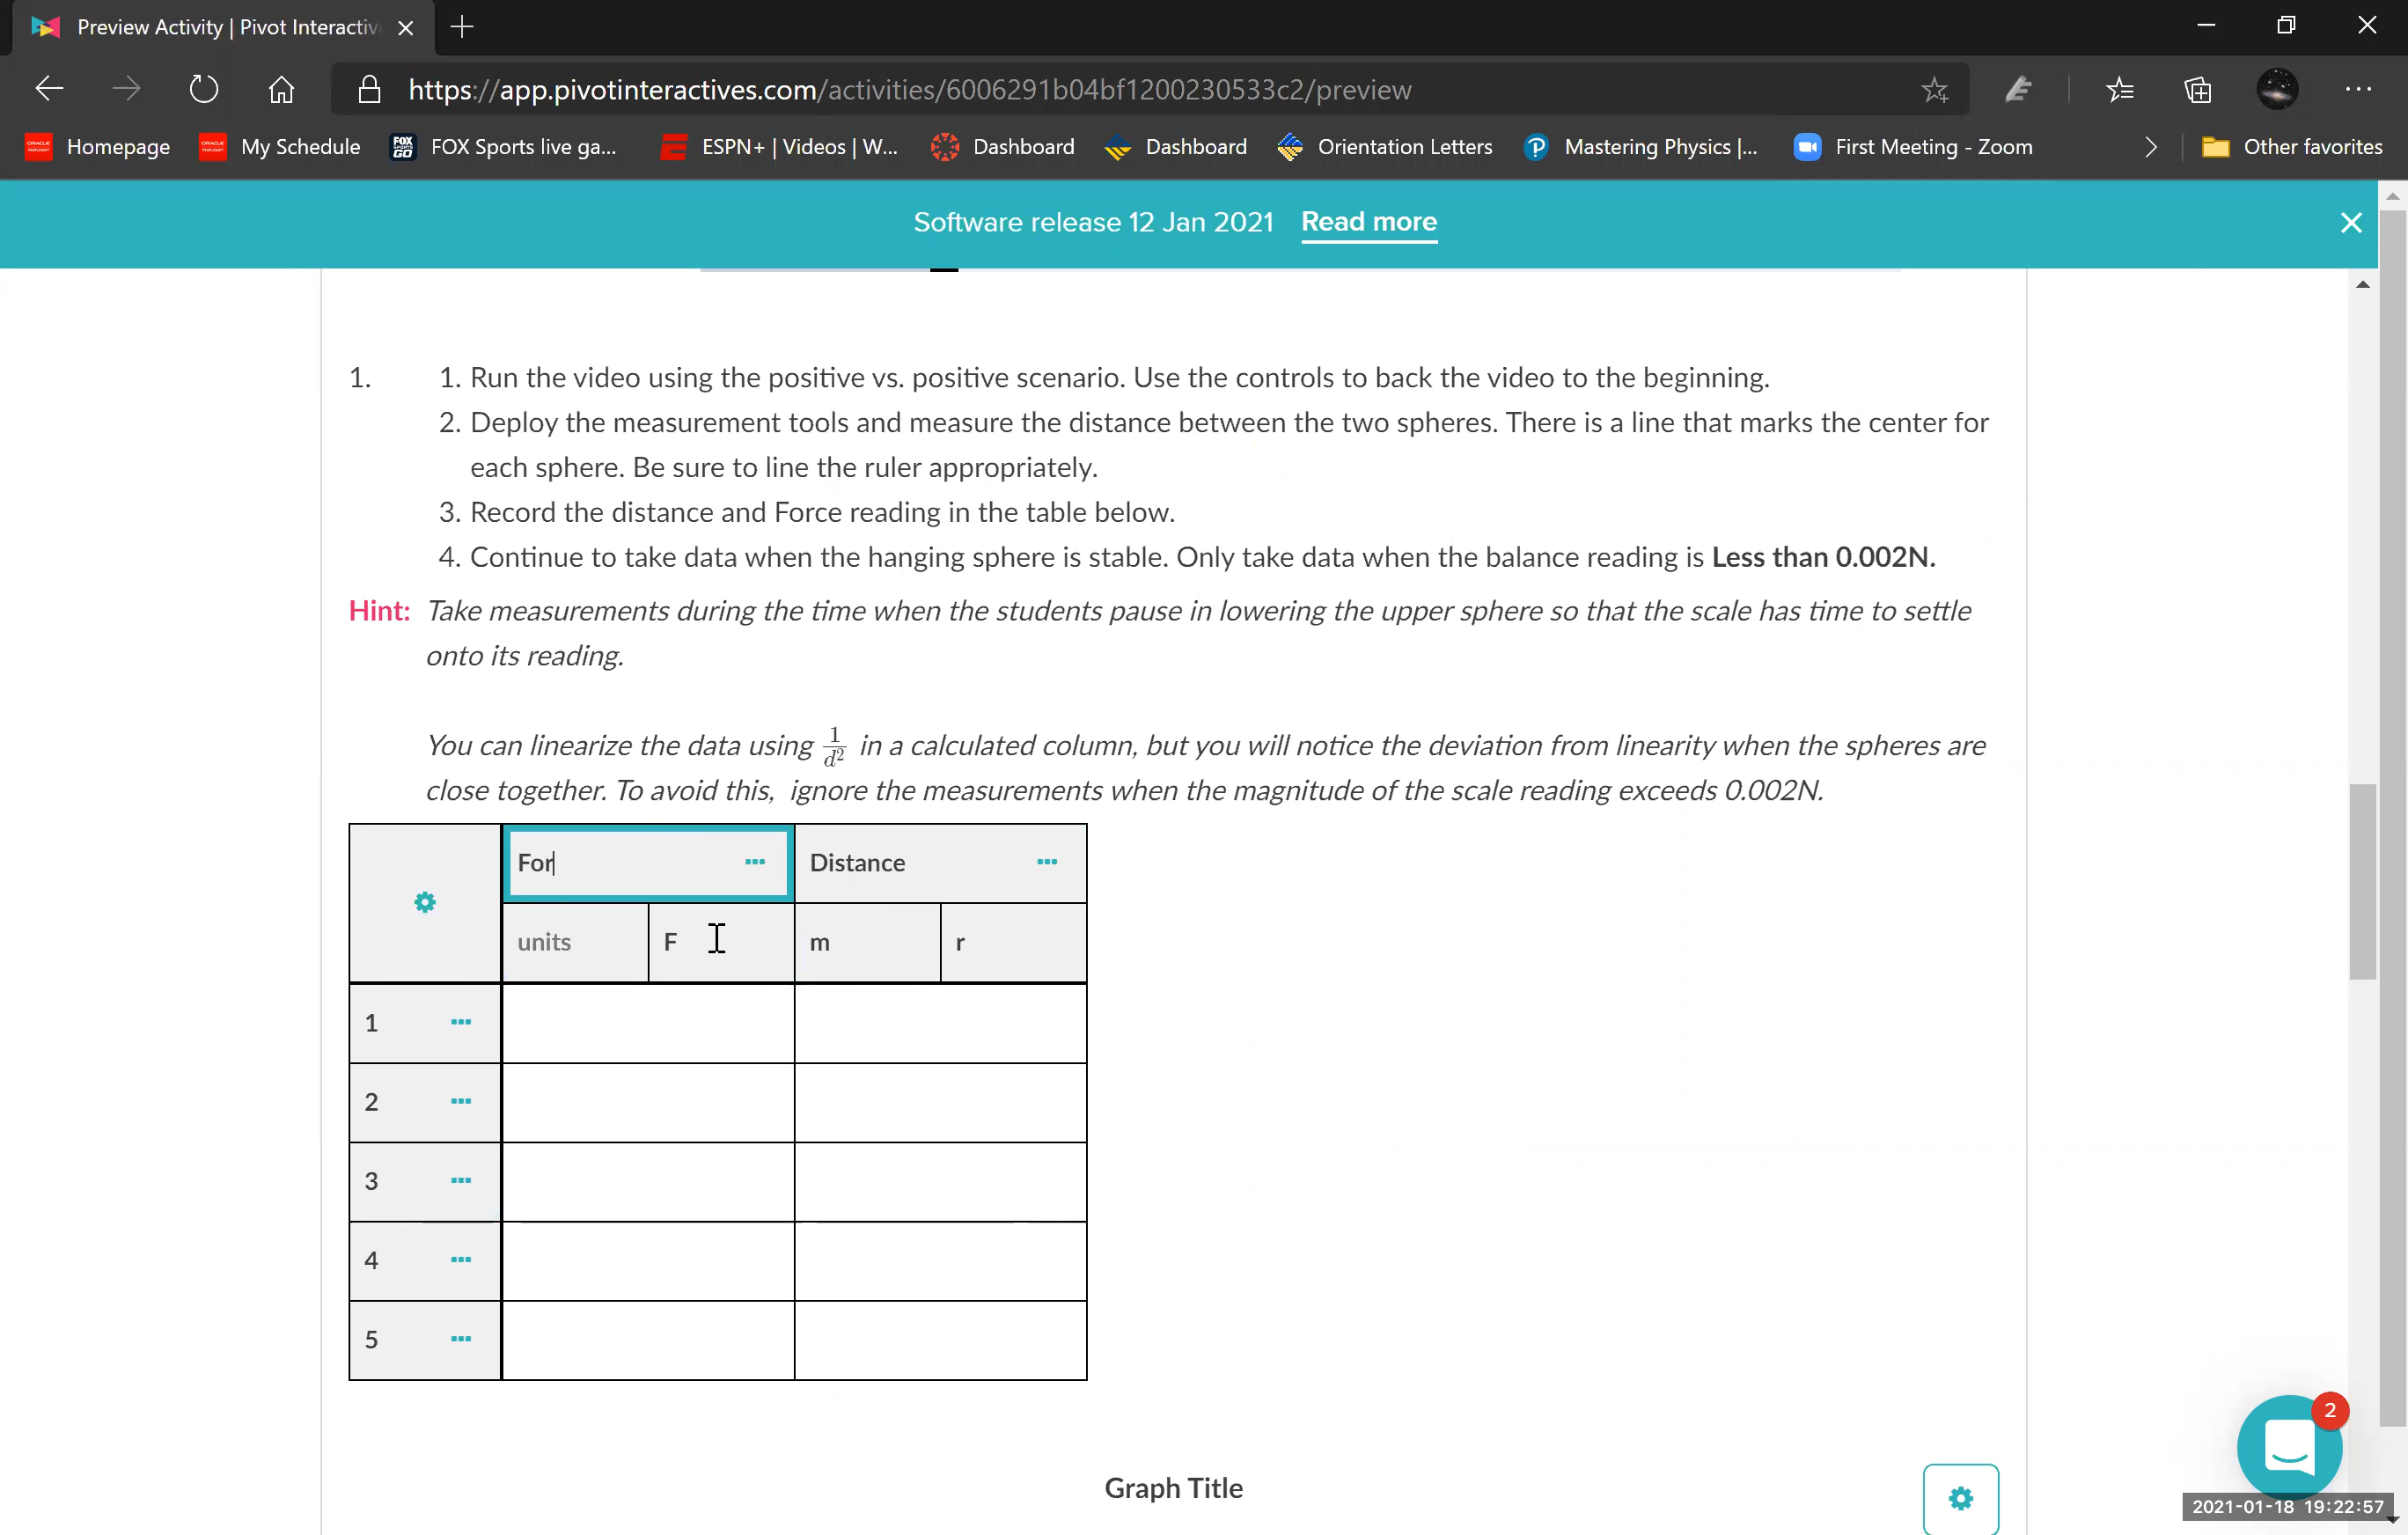 Preview Activity | Pivot Interactiv
https://app.pivotinteractives.com/activities/6006291b04bf1200230533c2/preview
Homepage My Schedule FOX Sports live ga... ESPN+ | Videos | W... Dashboard Dashboard Orientation Letters Mastering Physics |... First Meeting - Zoom Other favorites
Software release 12 Jan 2021 Read more
1. 1. Run the video using the positive vs. positive scenario. Use the controls to back the video to the beginning.
2. Deploy the measurement tools and measure the distance between the two spheres. There is a line that marks the center for
each sphere. Be sure to line the ruler appropriately.
3. Record the distance and Force reading in the table below.
4. Continue to take data when the hanging sphere is stable. Only take data when the balance reading is Less than 0.002N.
Hint: Take measurements during the time when the students pause in lowering the upper sphere so that the scale has time to settle
onto its reading.
You can linearize the data using 1/d² in a calculated column, but you will notice the deviation from linearity when the spheres are
close together. To avoid this, ignore the measurements when the magnitude of the scale reading exceeds 0.002N.
For Distance
units F m r
1
2
3
4
5
Graph Title
2
2021-01-18 19:22:57